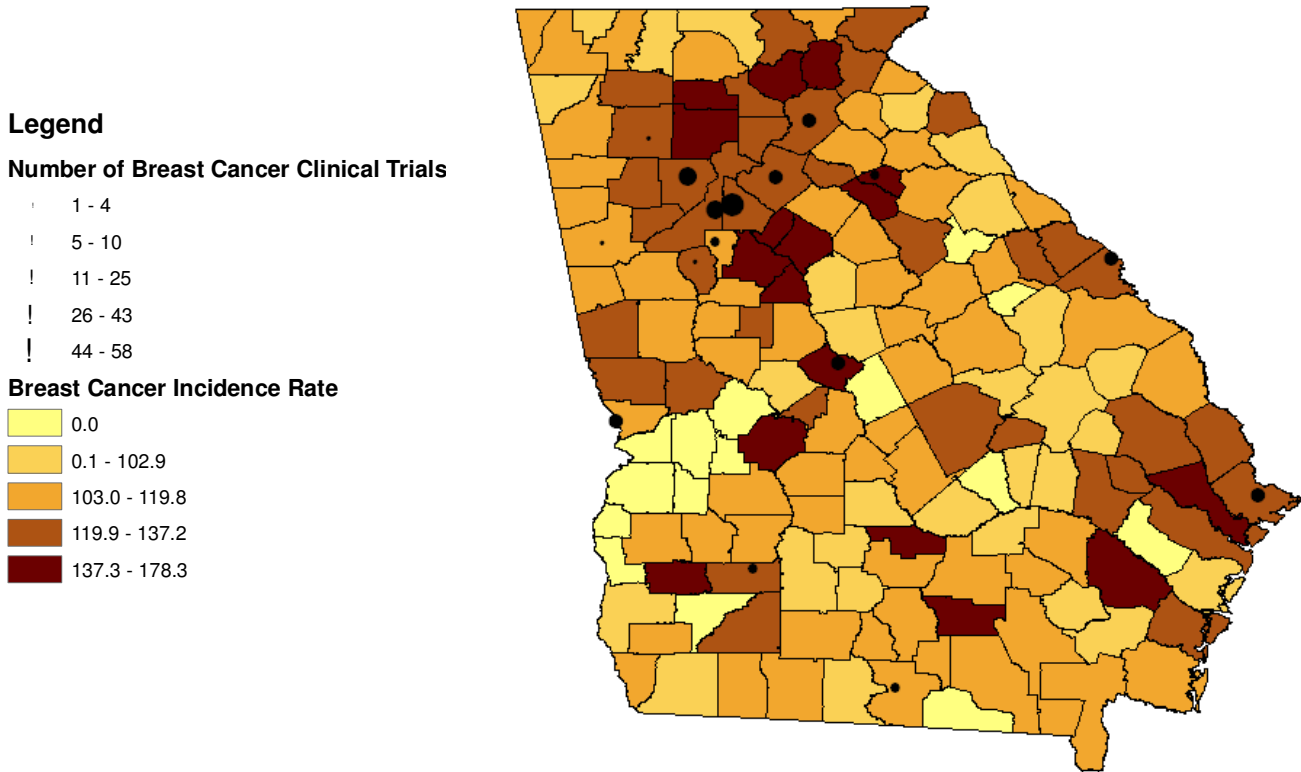 Legend
Number of Breast Cancer Clinical Trials
! 1 - 4
! 5 - 10
! 11 - 25
! 26 - 43
! 44 - 58
Breast Cancer Incidence Rate
0.0
0.1 - 102.9
103.0 - 119.8
119.9 - 137.2
137.3 - 178.3